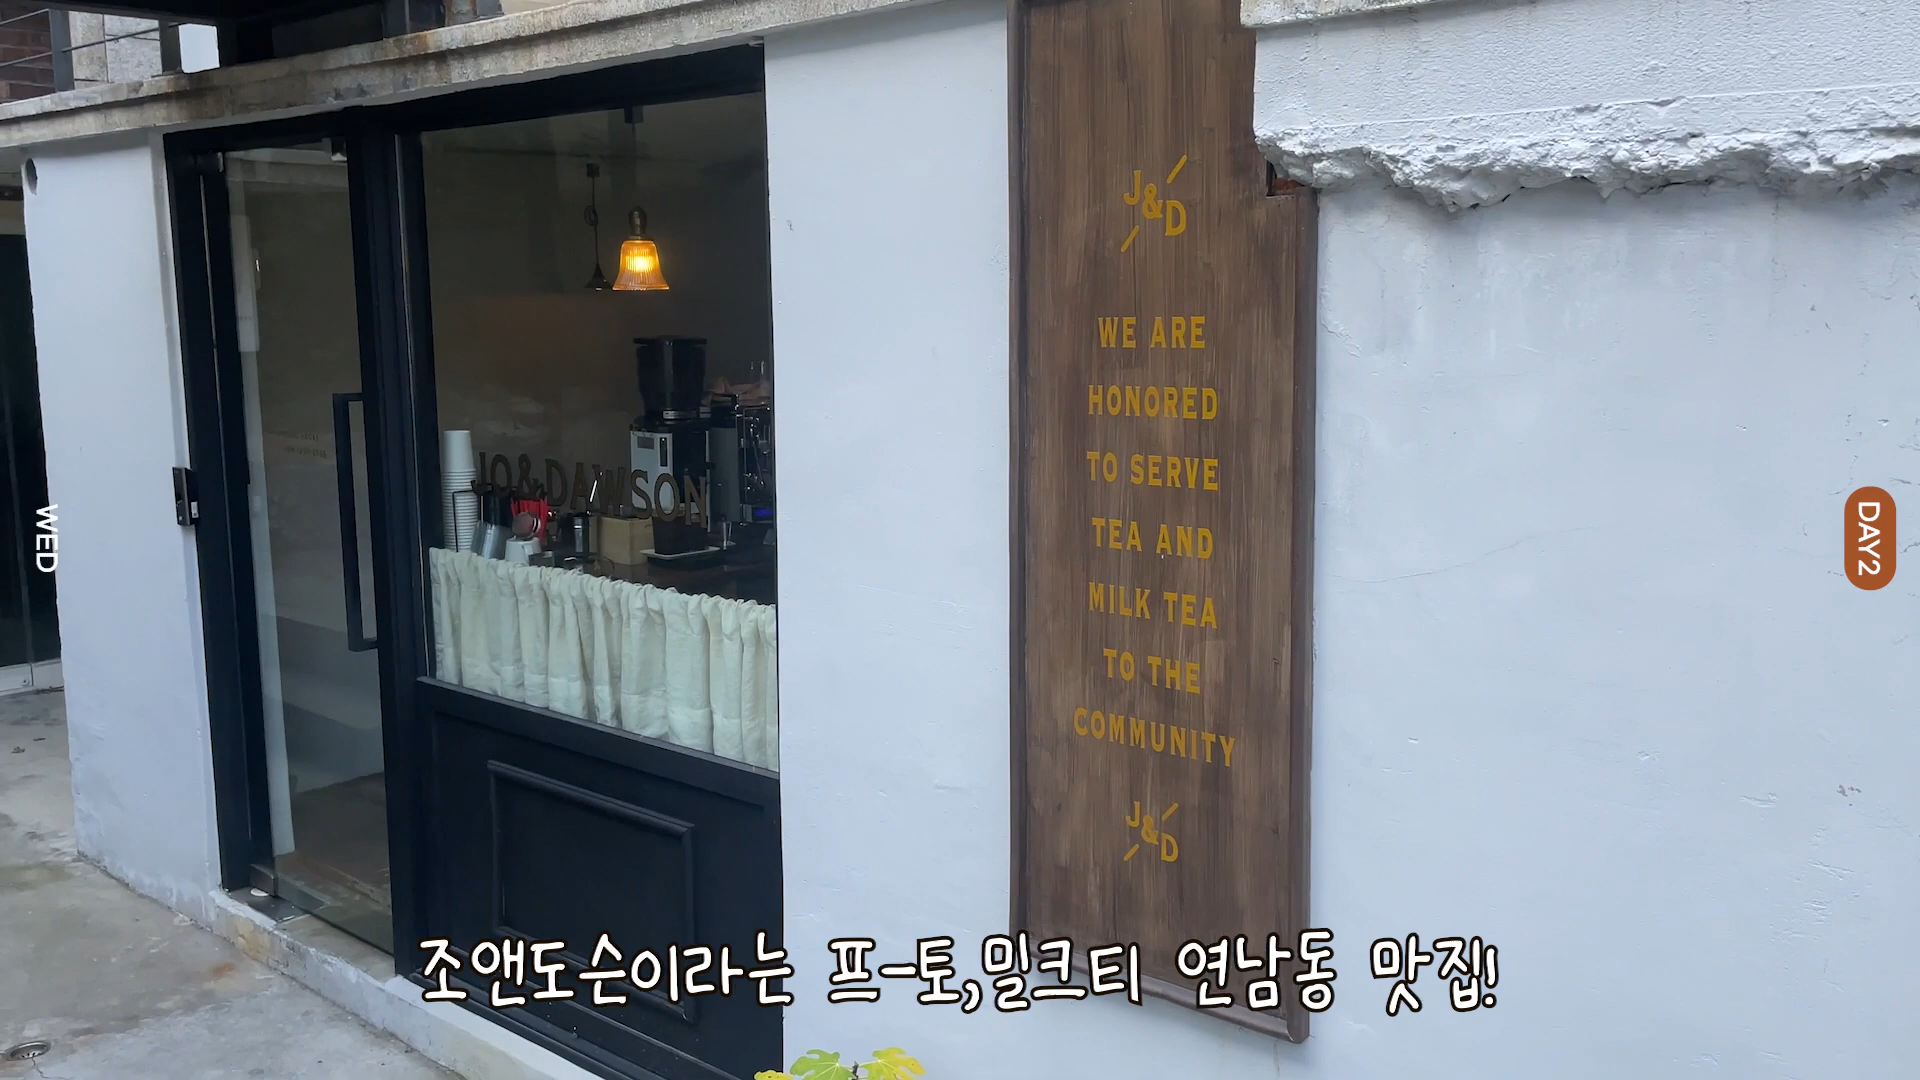 WED
JO&DAWSON
J&D
WE ARE
HONORED
TO SERVE
TEA AND
MILK TEA
TO THE
COMMUNITY
J&D
DAY2
조앤도슨이라는 프-토,밀크티 연남동 맛집!